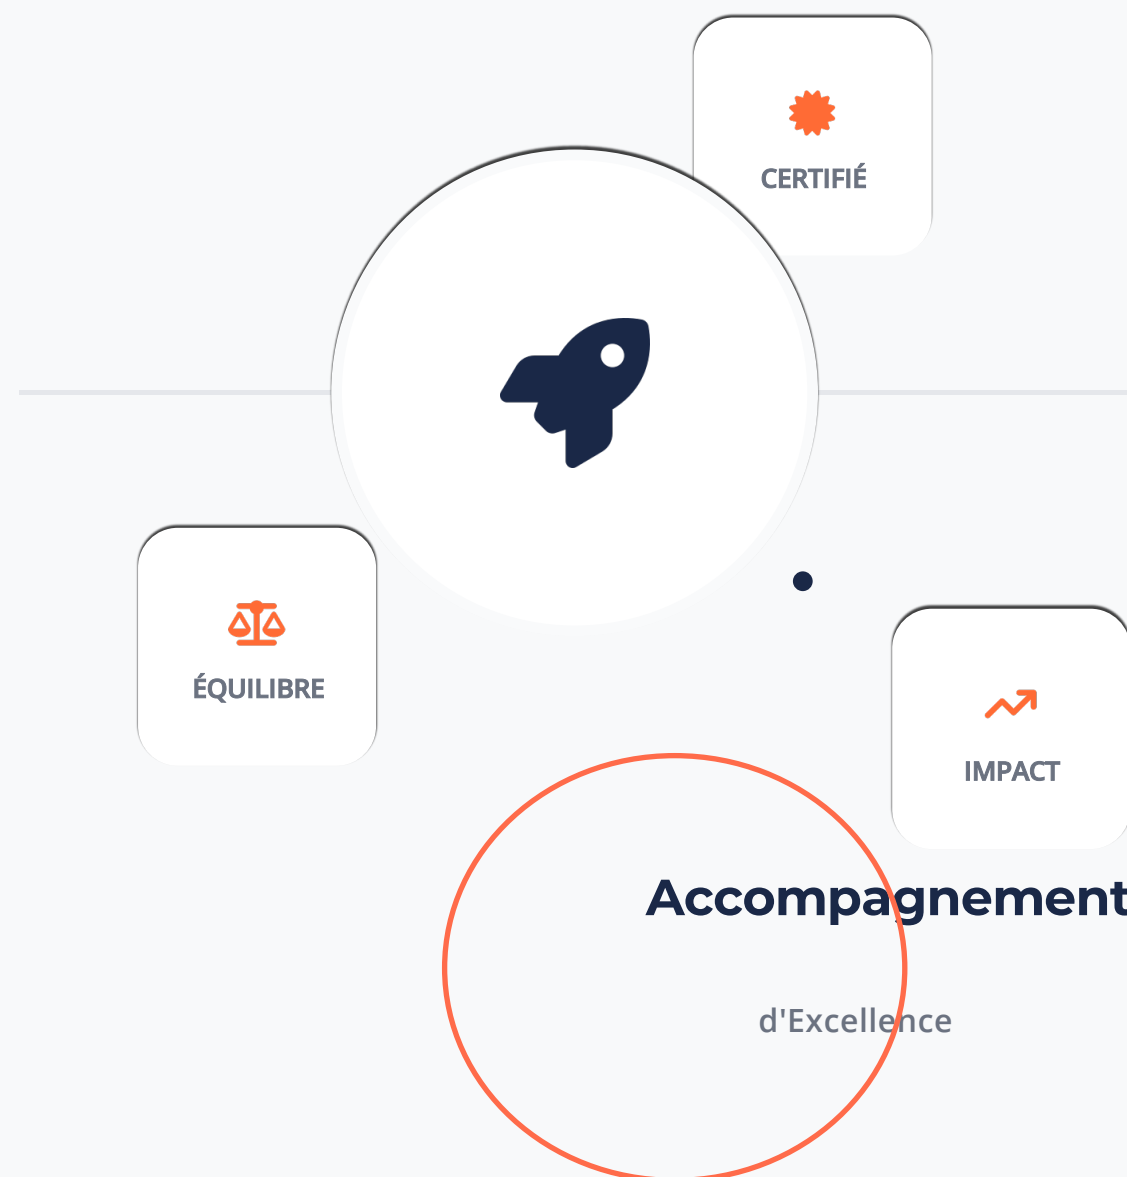 CERTIFIÉ
ÉQUILIBRE
IMPACT
Accompagnement
d'Excellence